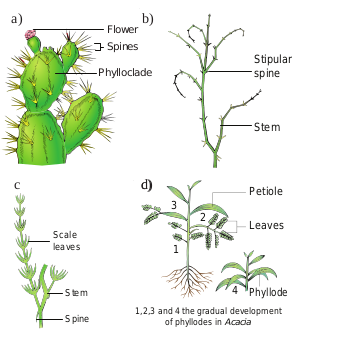 a)
Flower
Spines
Phylloclade
b)
Stipular
spine
Stem
c
Scale
leaves
Stem
Spine
d)
Petiole
Leaves
Phyllode
1
2
3
4
1,2,3 and 4 the gradual development
of phyllodes in Acacia